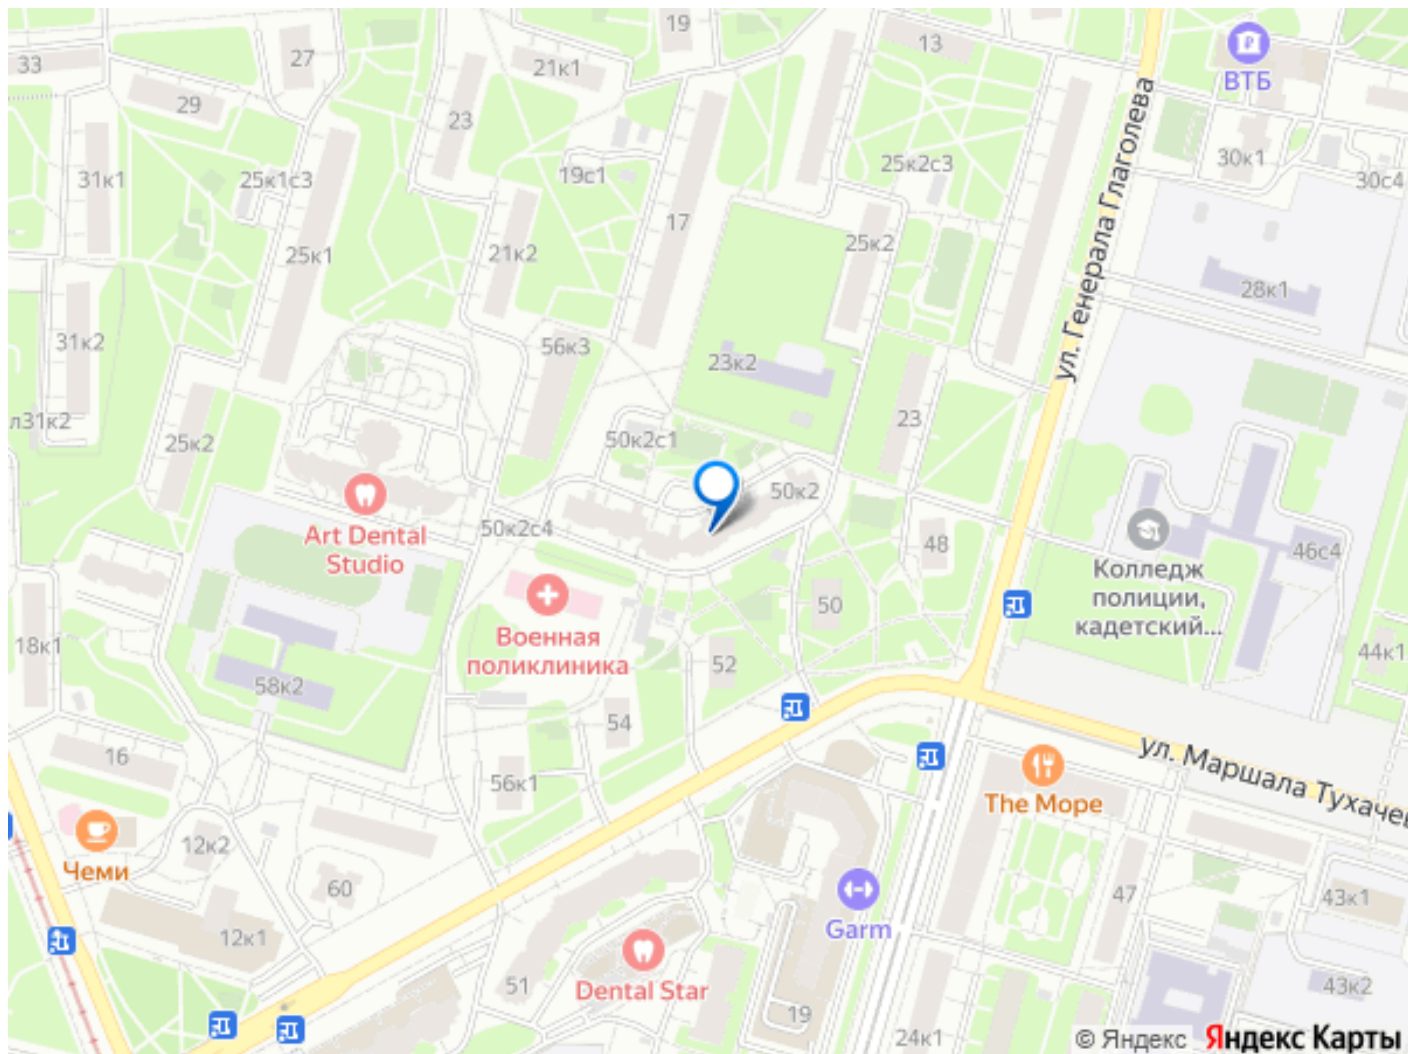 19
13
ВТБ
33
27
21к1
29
23
ул. Генерала Глаголева
25к2с3
30к1
31к1
25к1с3
19с1
30с4
17
25к1
21к2
25к2
28к1
31к2
56к3
23к2
л31к2
25к2
50к2с1
23
50к2
50к2с4
Art Dental
Studio
48
46с4
Колледж
полиции,
кадетский...
50
Военная
поликлиника
18к1
52
44к1
58к2
54
16
56к1
ул. Маршала Тухачев
The Море
Чеми
12к2
60
47
43к1
Garm
12к1
51
Dental Star
19
24к1
43к2
© Яндекс Яндекс Карты